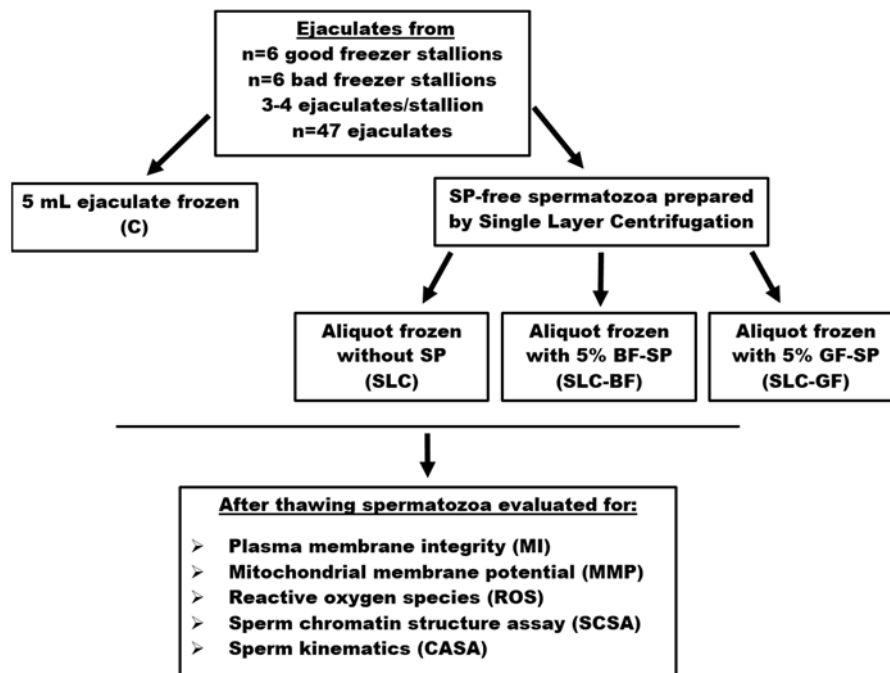 Ejaculates from
n=6 good freezer stallions
n=6 bad freezer stallions
3-4 ejaculates/stallion
n=47 ejaculates
5 mL ejaculate frozen
(C)
SP-free spermatozoa prepared
by Single Layer Centrifugation
Aliquot frozen
without SP
(SLC)
Aliquot frozen
with 5% BF-SP
(SLC-BF)
Aliquot frozen
with 5% GF-SP
(SLC-GF)
After thawing spermatozoa evaluated for:
➢ Plasma membrane integrity (MI)
➢ Mitochondrial membrane potential (MMP)
➢ Reactive oxygen species (ROS)
➢ Sperm chromatin structure assay (SCSA)
➢ Sperm kinematics (CASA)